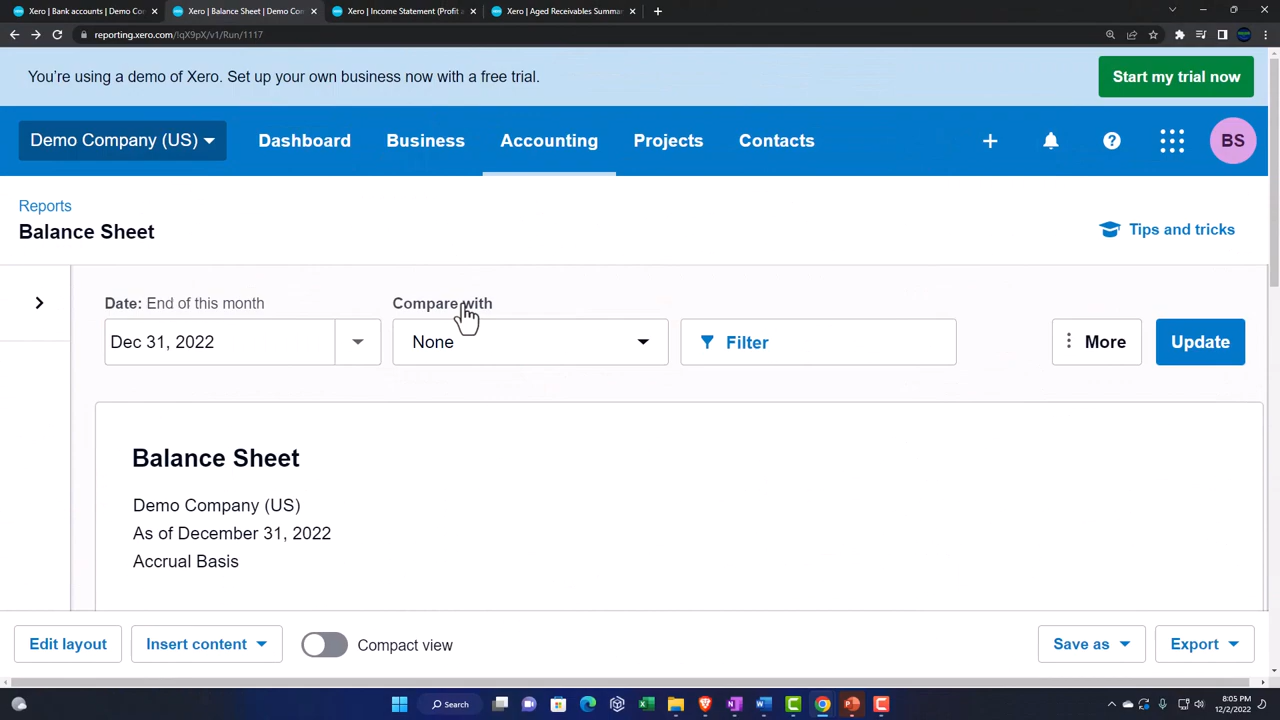 Xero | Bank accounts | Demo Co
Xero | Balance Sheet | Demo Co
Xero | Income Statement (Profit a
Xero | Aged Receivables Summa
reporting.xero.com/!qX9pX/v1/Run/1117
You're using a demo of Xero. Set up your own business now with a free trial.
Start my trial now
Demo Company (US)
Dashboard
Business
Accounting
Projects
Contacts
BS
Reports
Balance Sheet
Tips and tricks
Date: End of this month
Compare with
Dec 31, 2022
None
Filter
More
Update
Balance Sheet
Demo Company (US)
As of December 31, 2022
Accrual Basis
Edit layout
Insert content
Compact view
Save as
Export
Search
8:05 PM
12/2/2022